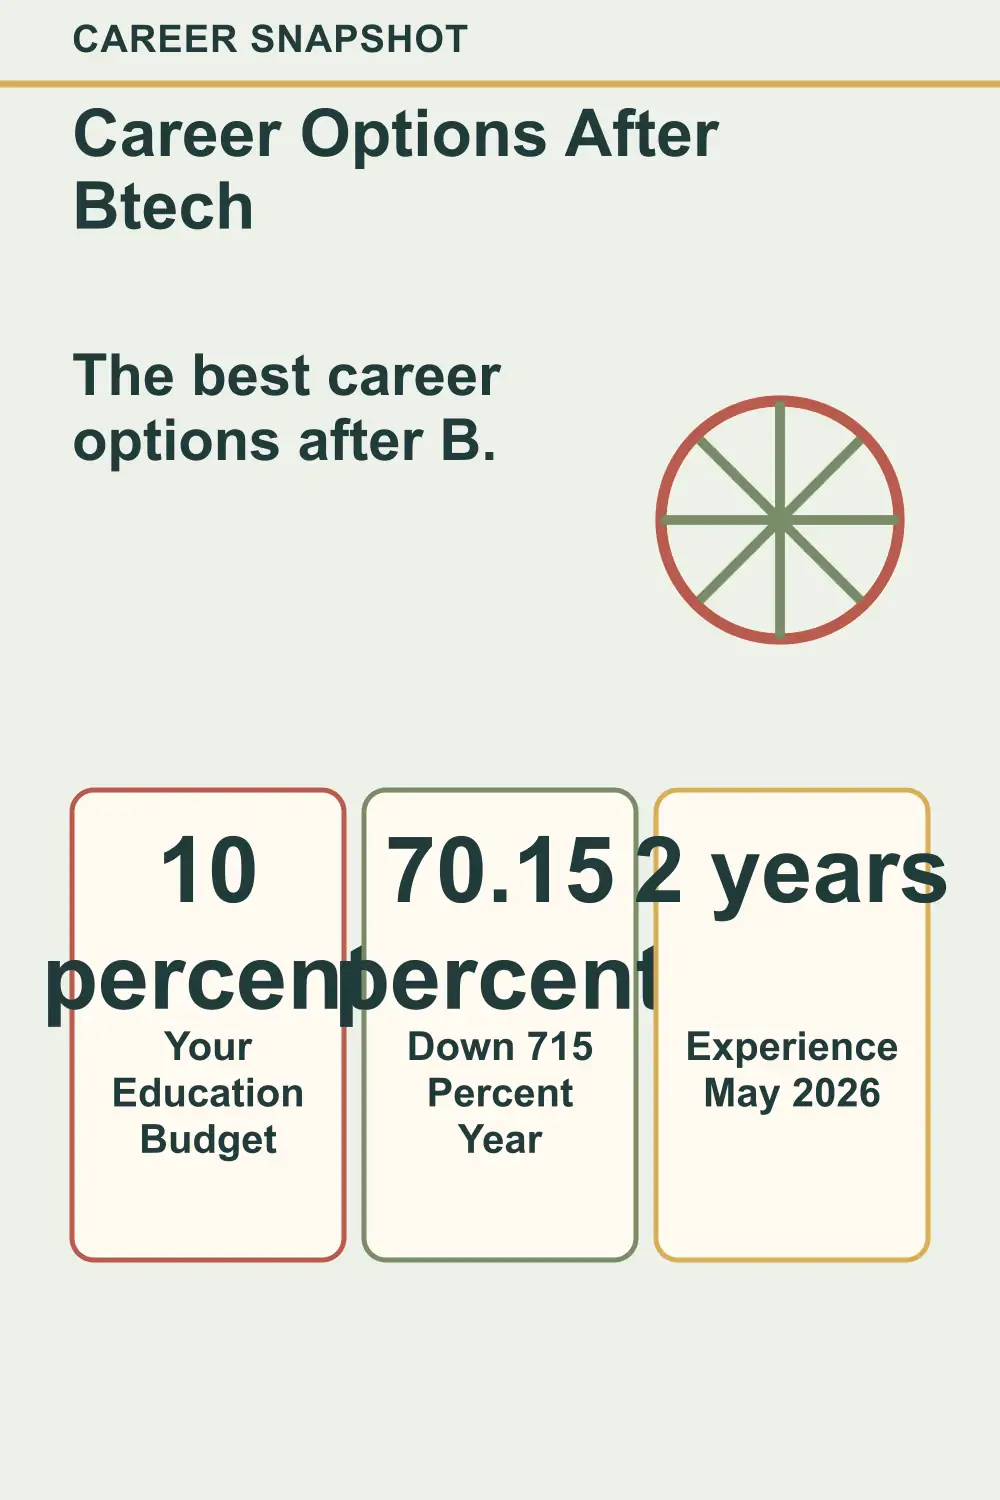 CAREER SNAPSHOT
Career Options After
Btech
The best career
options after B.
10
percent
Your
Education
Budget
70.15
percent
Down 715
Percent
Year
2 years
Experience
May 2026